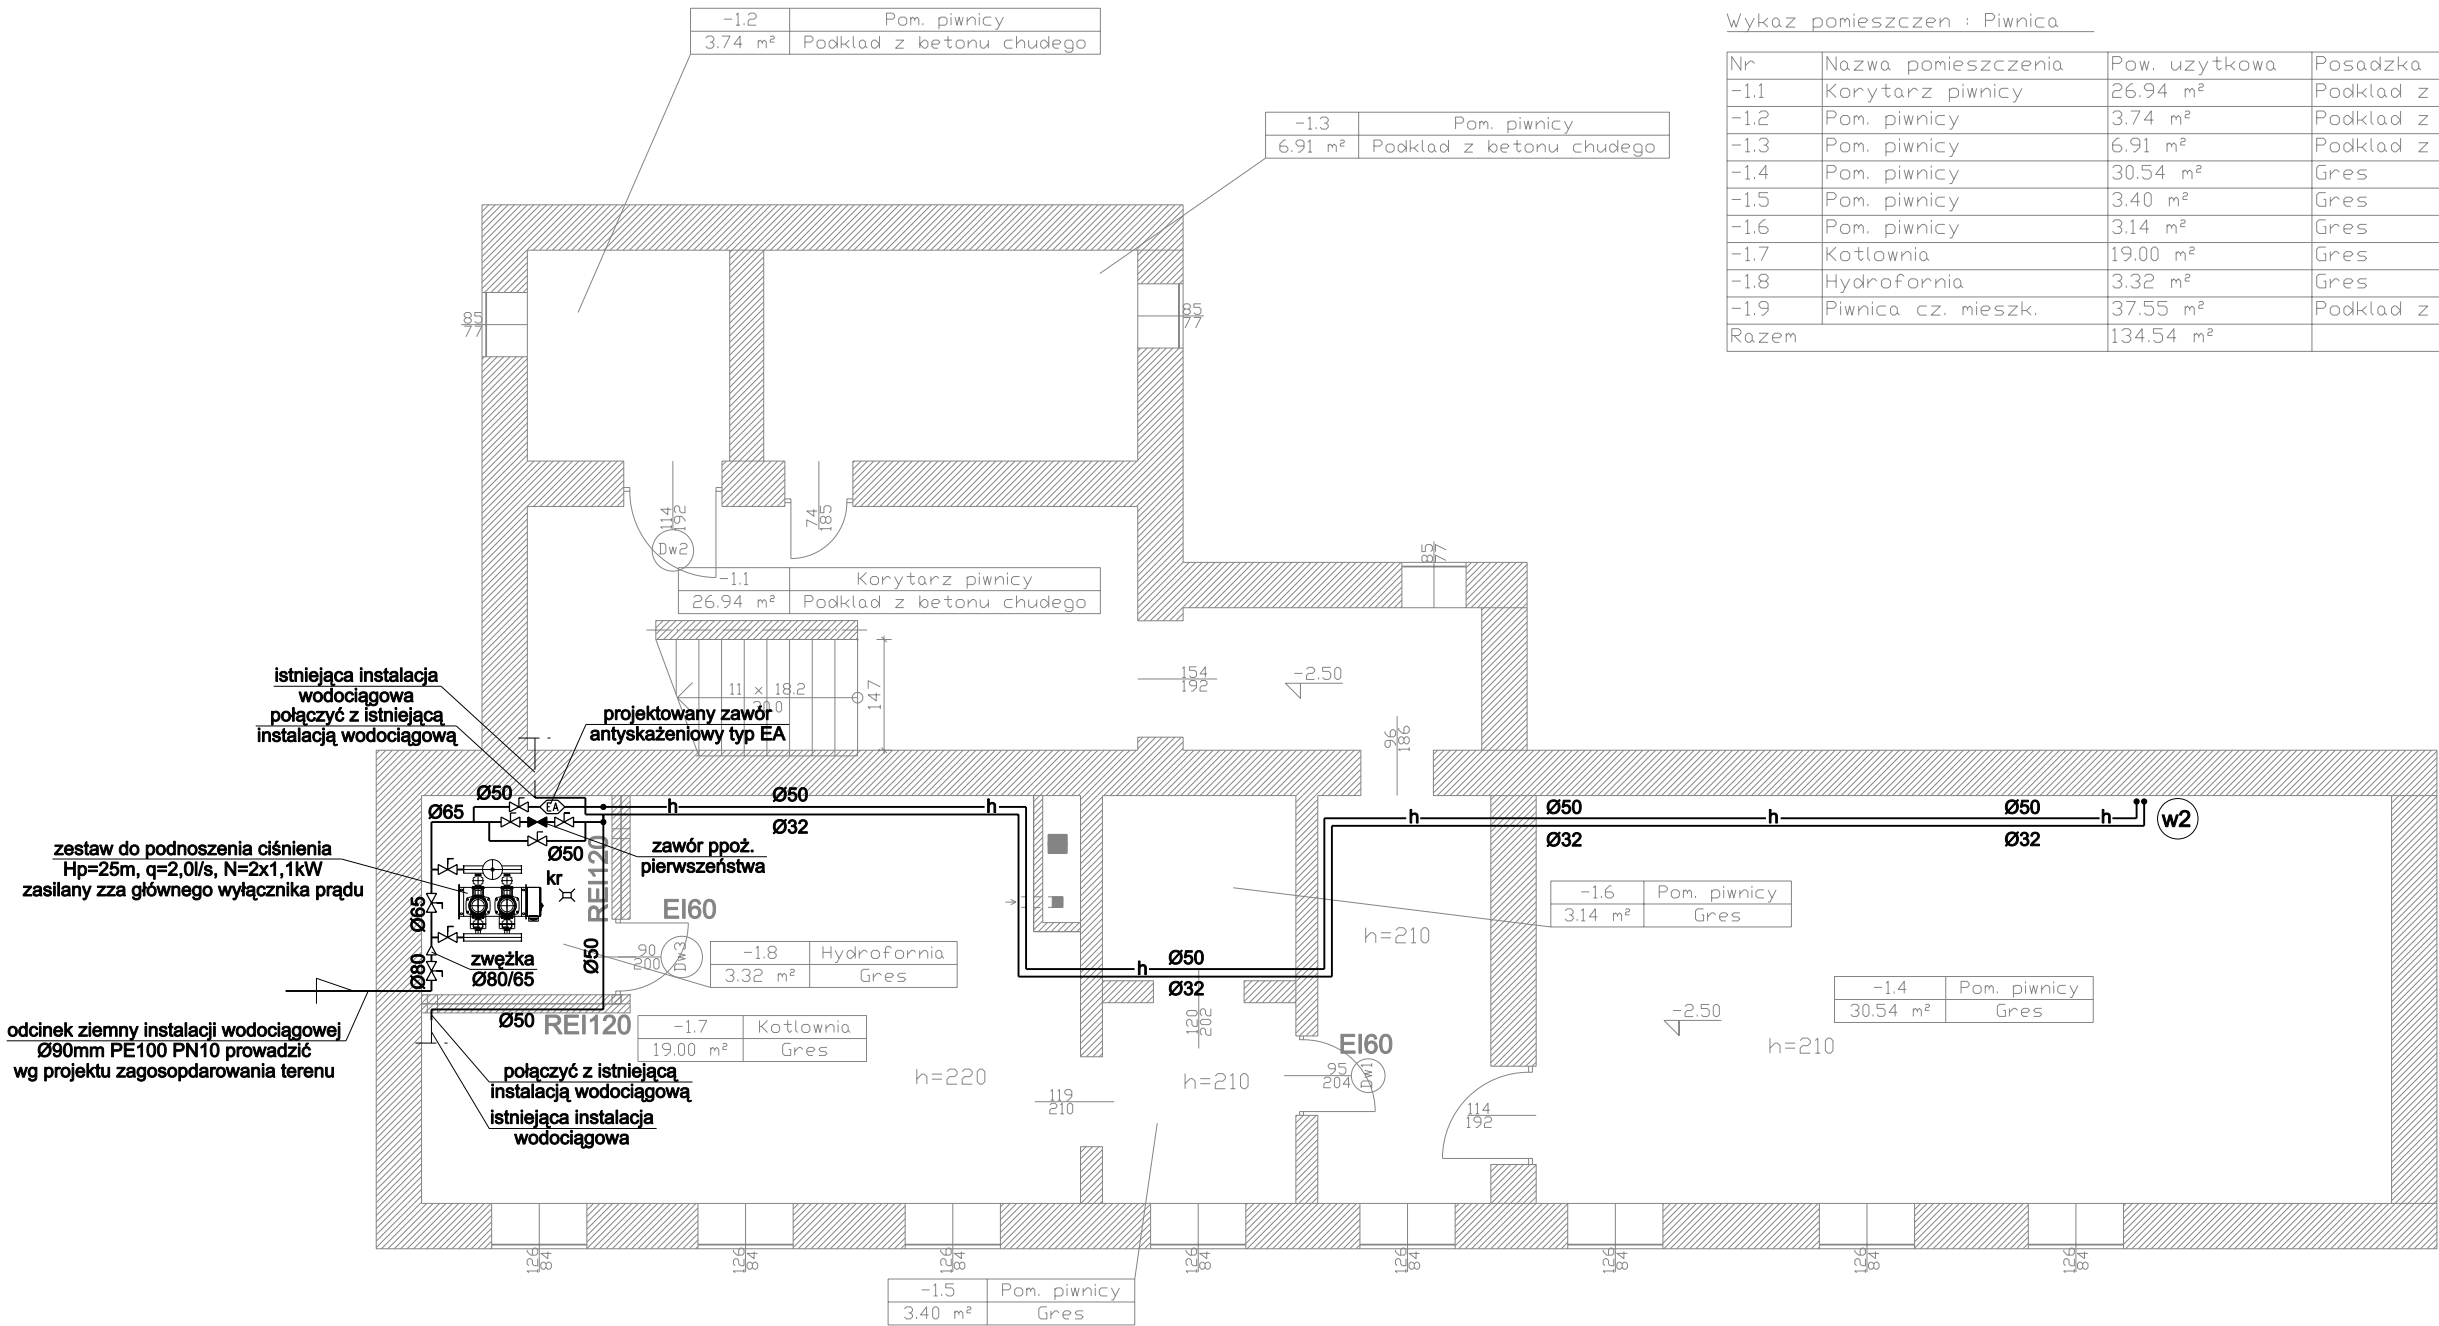 -1.2 Pom. piwnicy
3.74 m² Podklad z betonu chudego
Wykaz pomieszczen : Piwnica
Nr Nazwa pomieszczenia Pow. uzytkowa Posadzka
-1.1 Korytarz piwnicy 26.94 m² Podklad z
-1.2 Pom. piwnicy 3.74 m² Podklad z
-1.3 Pom. piwnicy 6.91 m² Podklad z
-1.4 Pom. piwnicy 30.54 m² Gres
-1.5 Pom. piwnicy 3.40 m² Gres
-1.6 Pom. piwnicy 3.14 m² Gres
-1.7 Kotlownia 19.00 m² Gres
-1.8 Hydrofornia 3.32 m² Gres
-1.9 Piwnica cz. mieszk. 37.55 m² Podklad z
Razem 134.54 m²
-1.3 Pom. piwnicy
6.91 m² Podklad z betonu chudego
85
77
85
77
114
192
74
185
Dw2
85
77
-1.1 Korytarz piwnicy
26.94 m² Podklad z betonu chudego
11 x 18.2
147
154
192
-2.50
96
186
istniejąca instalacja
wodociągowa
połączyć z istniejącą
instalacją wodociągową
projektowany zawór
antyskażeniowy typ EA
Ø50
EA
Ø65
h
Ø50
h
Ø32
h
Ø50
h
Ø50
h
w2
Ø32
Ø32
zestaw do podnoszenia ciśnienia
Hp=25m, q=2,0l/s, N=2x1,1kW
zasilany zza głównego wyłącznika prądu
Ø50
zawór ppoż.
pierwszeństwa
kr
REI120
EI60
Ø65
Ø80
zwężka
Ø80/65
Ø50
90
200
Dw3
-1.8 Hydrofornia
3.32 m² Gres
h
Ø50
Ø32
h=210
-1.6 Pom. piwnicy
3.14 m² Gres
-1.4 Pom. piwnicy
30.54 m² Gres
-2.50
h=210
odcinek ziemny instalacji wodociągowej
Ø90mm PE100 PN10 prowadzić
wg projektu zagosopdarowania terenu
Ø50
REI120
-1.7 Kotlownia
19.00 m² Gres
120
202
EI60
95
204
Dw1
h=220
h=210
119
210
114
192
połączyć z istniejącą
instalacją wodociągową
istniejąca instalacja
wodociągowa
126
84
126
84
126
84
126
84
126
84
126
84
126
84
126
84
-1.5 Pom. piwnicy
3.40 m² Gres